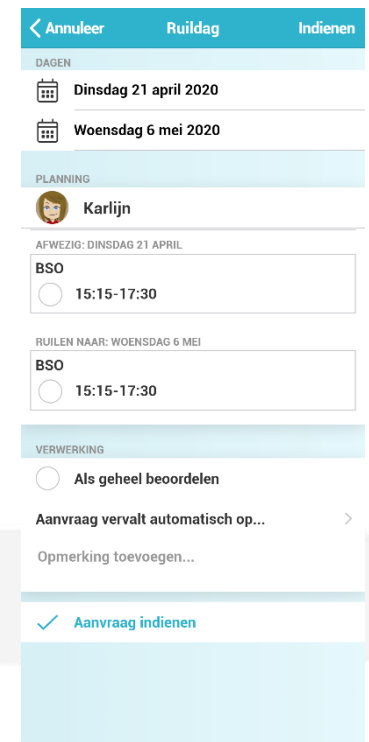 Annuleer Ruildag Indienen
DAGEN
Dinsdag 21 april 2020
Woensdag 6 mei 2020
PLANNING
Karlijn
AFWEZIG: DINSDAG 21 APRIL
BSO
15:15-17:30
RUILEN NAAR: WOENSDAG 6 MEI
BSO
15:15-17:30
VERWERKING
Als geheel beoordelen
Aanvraag vervalt automatisch op...
Opmerking toevoegen...
Aanvraag indienen